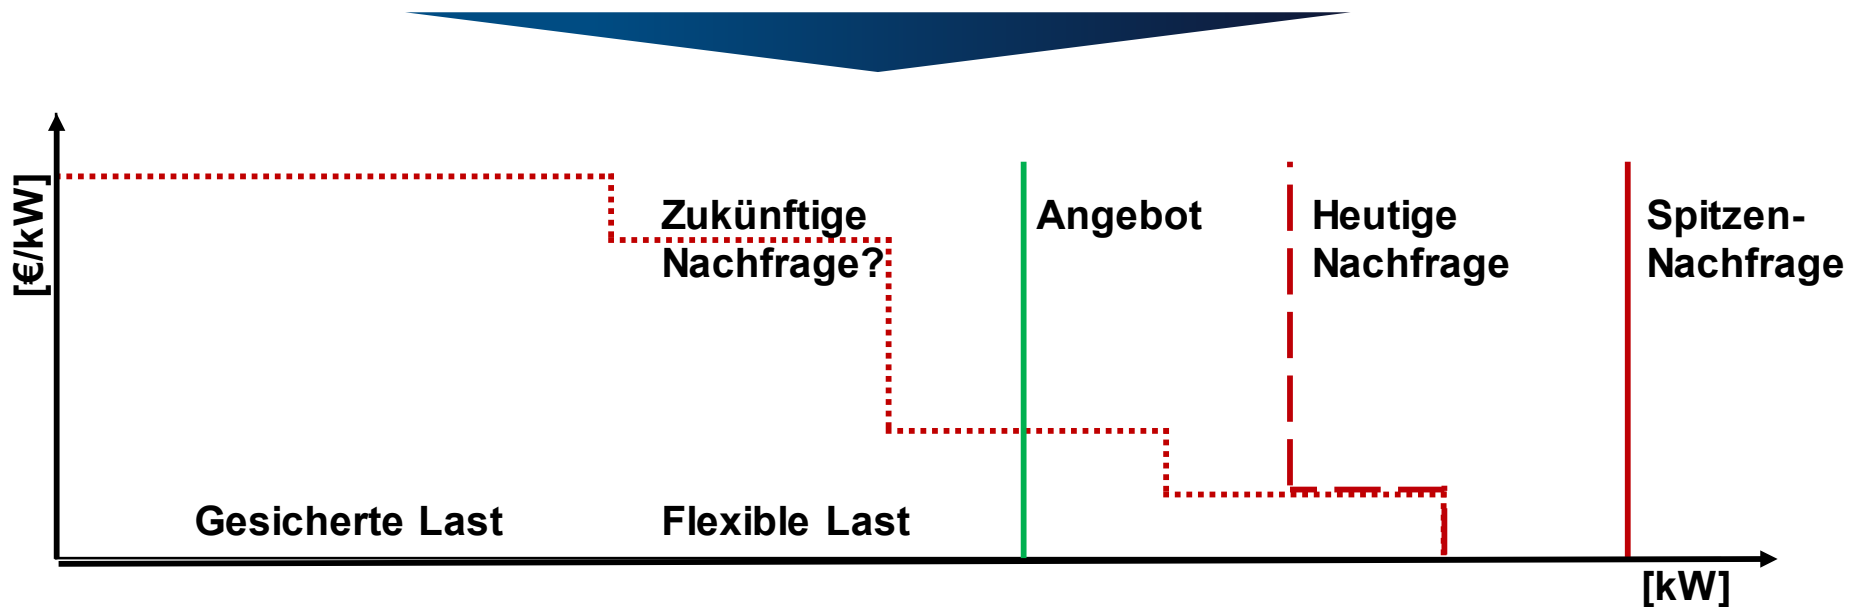 [€/kW]
Zukünftige
Nachfrage?
Angebot
Heutige
Nachfrage
Spitzen-
Nachfrage
Gesicherte Last
Flexible Last
[kW]